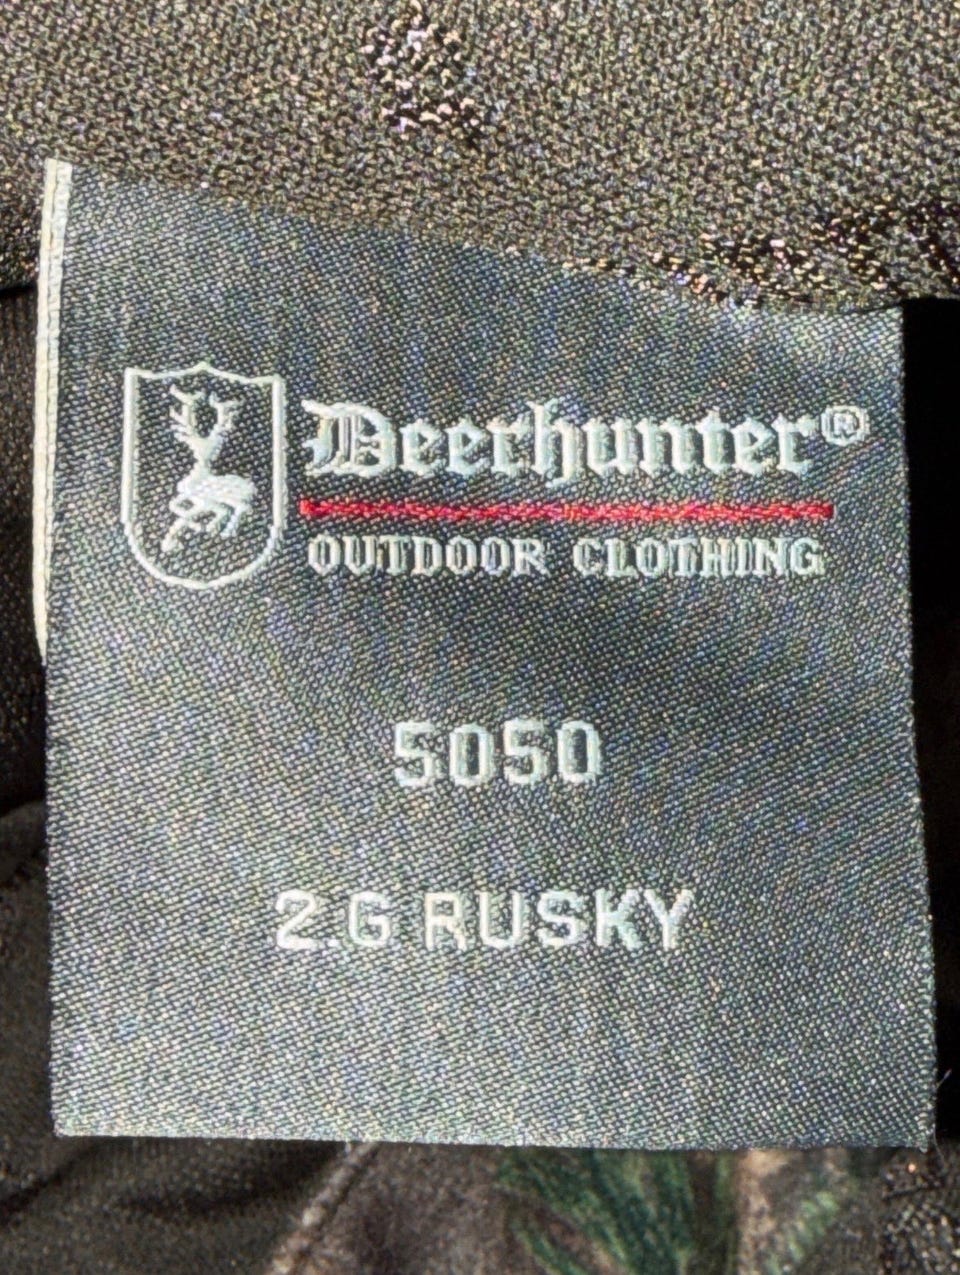 Deerhunter®
OUTDOOR CLOTHING
5050
2.G RUSKY